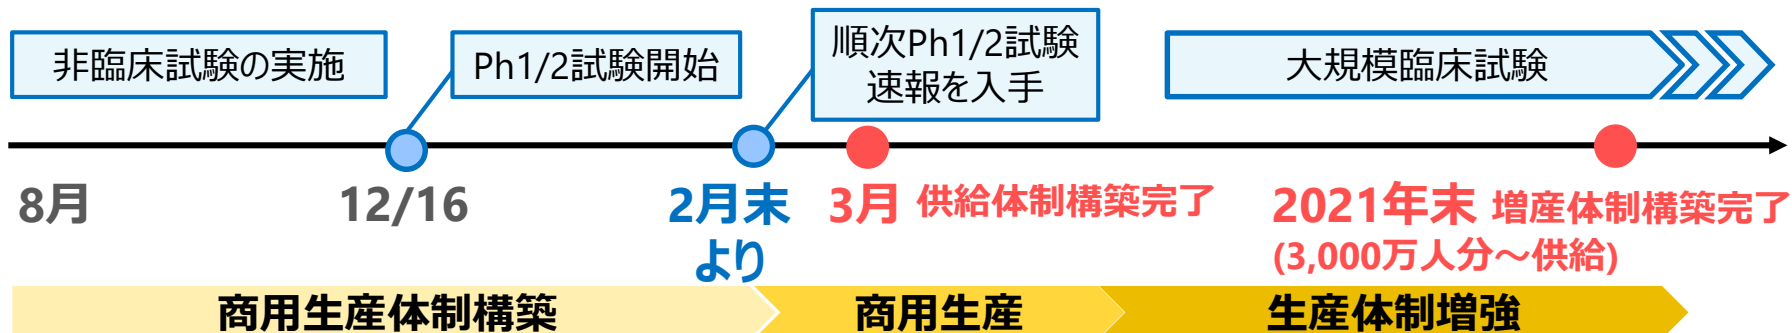 非臨床試験の実施
Ph1/2試験開始
順次Ph1/2試験
速報を入手
大規模臨床試験
8月
12/16
2月末
より
3月 供給体制構築完了
2021年末 増産体制構築完了
(3,000万人分～供給)
商用生産体制構築
商用生産
生産体制増強